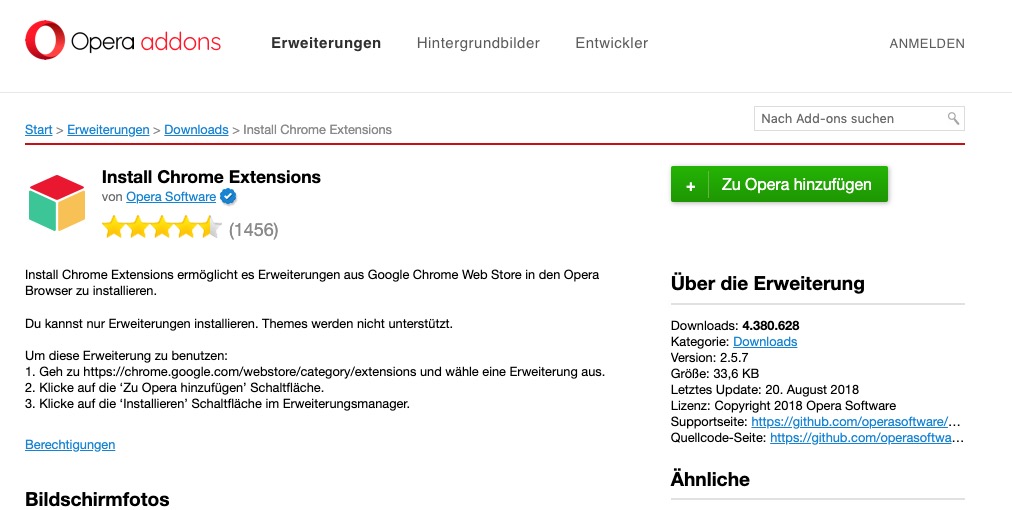 Opera addons
Erweiterungen
Hintergrundbilder
Entwickler
ANMELDEN
Start > Erweiterungen > Downloads > Install Chrome Extensions
Nach Add-ons suchen
Install Chrome Extensions
von Opera Software
(1456)
+ Zu Opera hinzufügen
Install Chrome Extensions ermöglicht es Erweiterungen aus Google Chrome Web Store in den Opera
Browser zu installieren.
Du kannst nur Erweiterungen installieren. Themes werden nicht unterstützt.
Um diese Erweiterung zu benutzen:
1. Geh zu https://chrome.google.com/webstore/category/extensions und wähle eine Erweiterung aus.
2. Klicke auf die ‘Zu Opera hinzufügen’ Schaltfläche.
3. Klicke auf die ‘Installieren’ Schaltfläche im Erweiterungsmanager.
Berechtigungen
Bildschirmfotos
Über die Erweiterung
Downloads: 4.380.628
Kategorie: Downloads
Version: 2.5.7
Größe: 33,6 KB
Letztes Update: 20. August 2018
Lizenz: Copyright 2018 Opera Software
Supportseite: https://github.com/operasoftware/…
Quellcode-Seite: https://github.com/operasoftwa…
Ähnliche